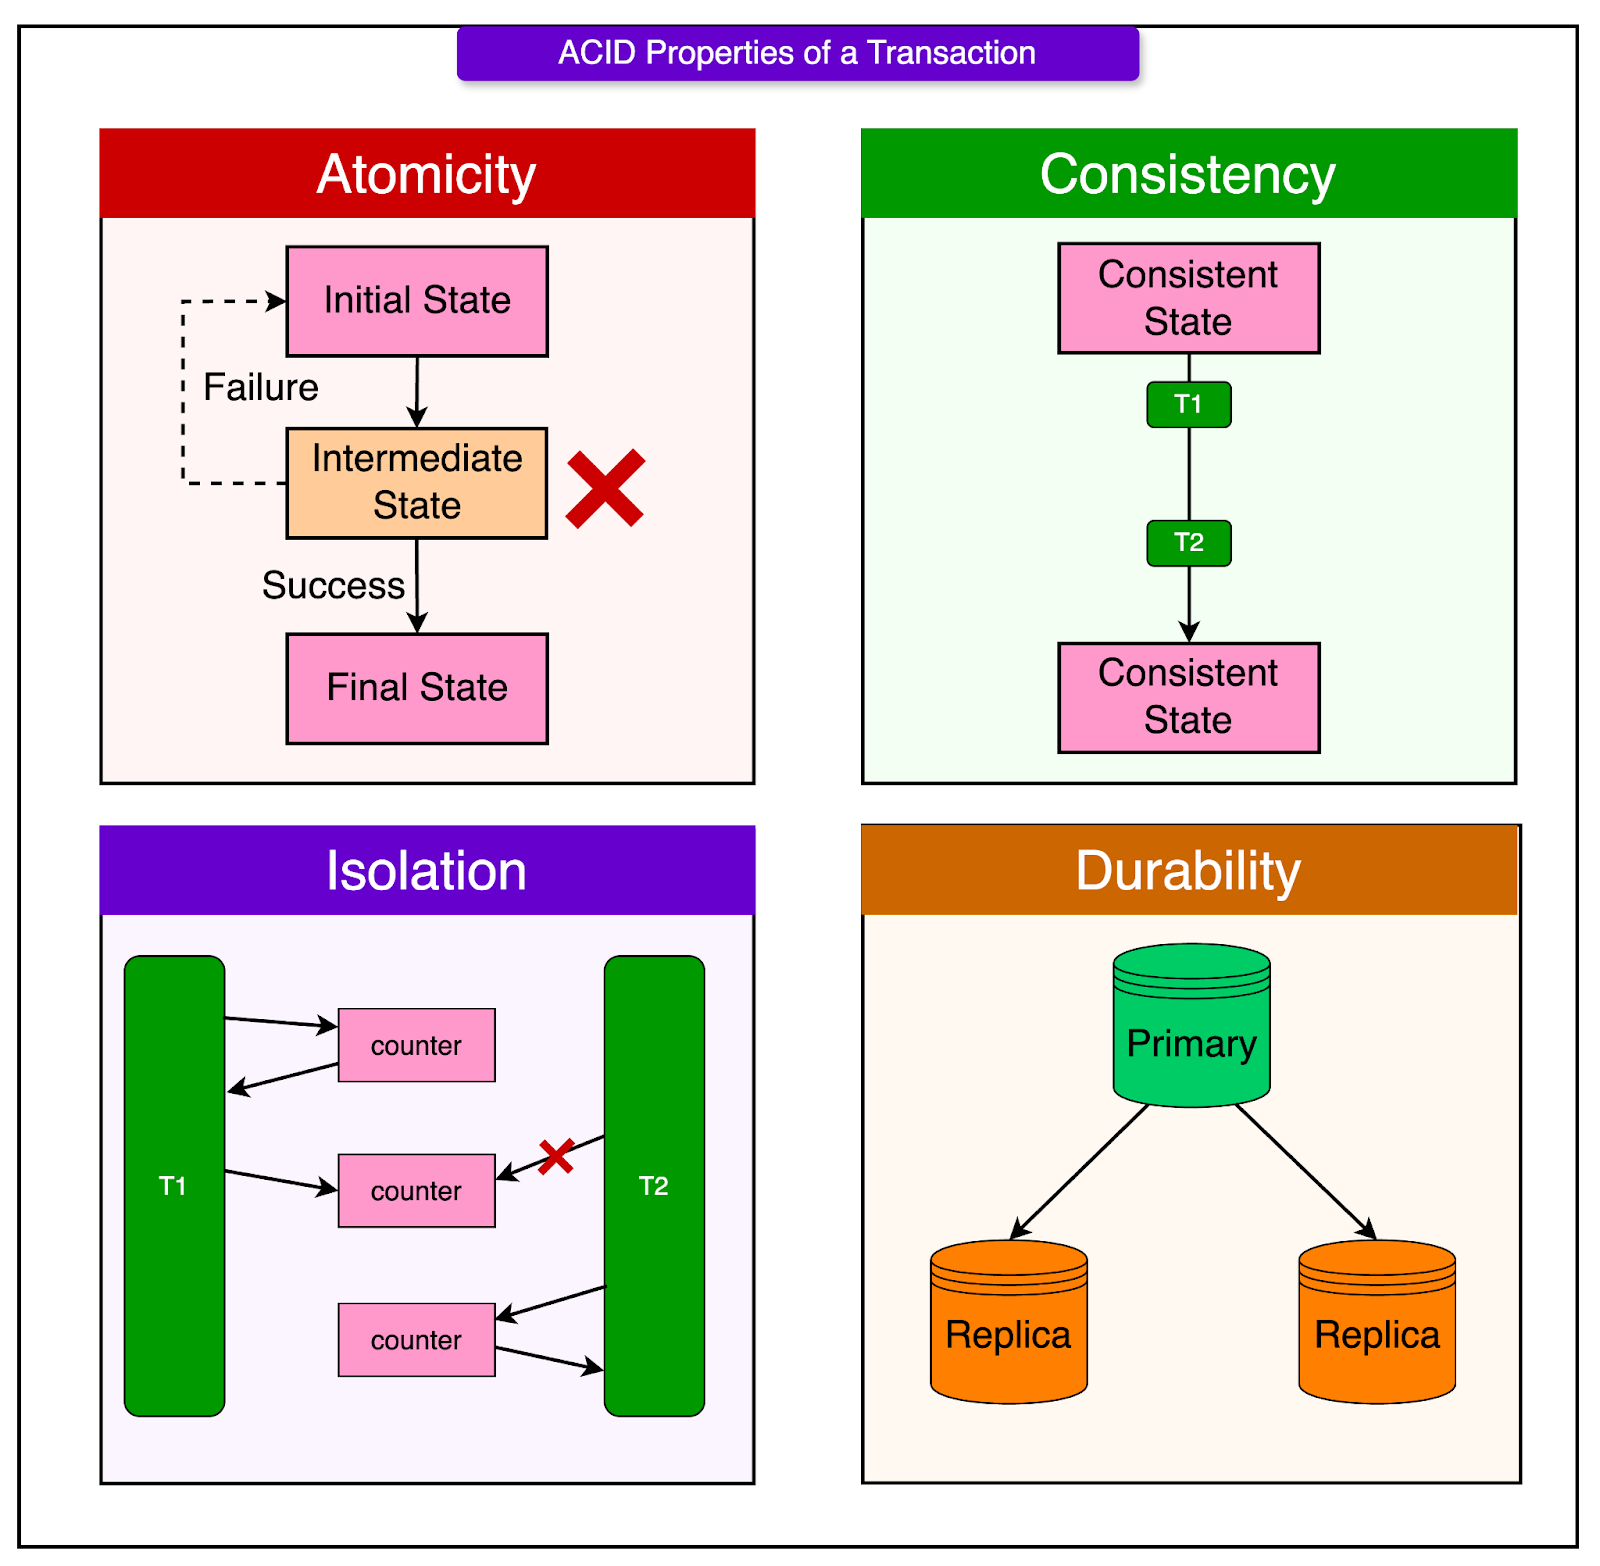 ACID Properties of a Transaction
Atomicity
Initial State
Failure
Intermediate
State
Success
Final State
Consistency
Consistent
State
T1
T2
Consistent
State
Isolation
T1
counter
counter
counter
T2
Durability
Primary
Replica
Replica